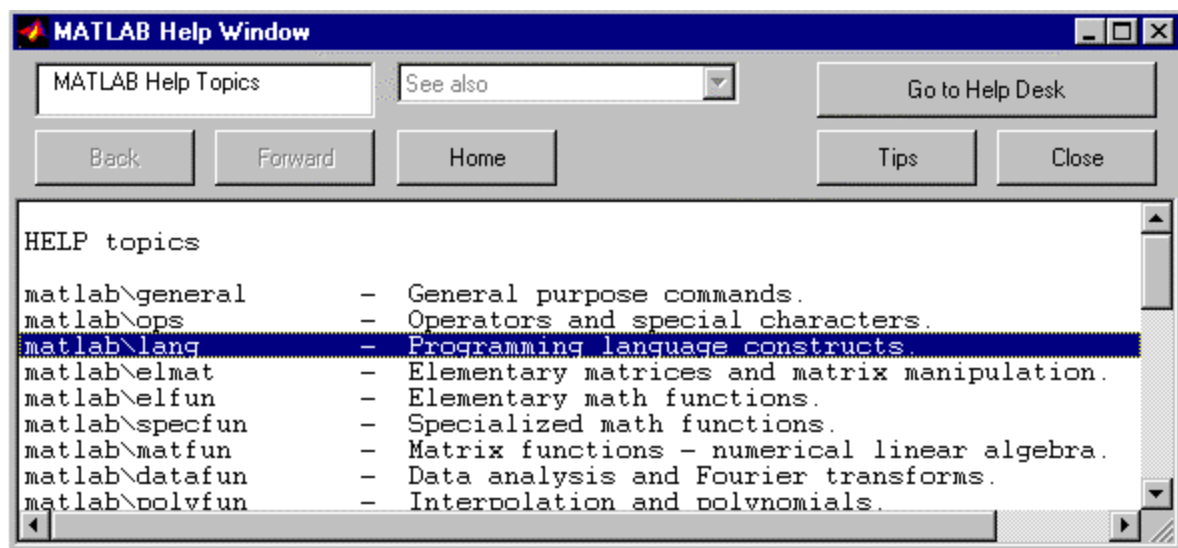 MATLAB Help Window
MATLAB Help Topics See also Go to Help Desk
Back Forward Home Tips Close
HELP topics
matlab\general - General purpose commands.
matlab\ops - Operators and special characters.
matlab\lang - Programming language constructs.
matlab\elmat - Elementary matrices and matrix manipulation.
matlab\elfun - Elementary math functions.
matlab\specfun - Specialized math functions.
matlab\matfun - Matrix functions - numerical linear algebra.
matlab\datafun - Data analysis and Fourier transforms.
matlab\polyfun - Interpolation and polynomials.